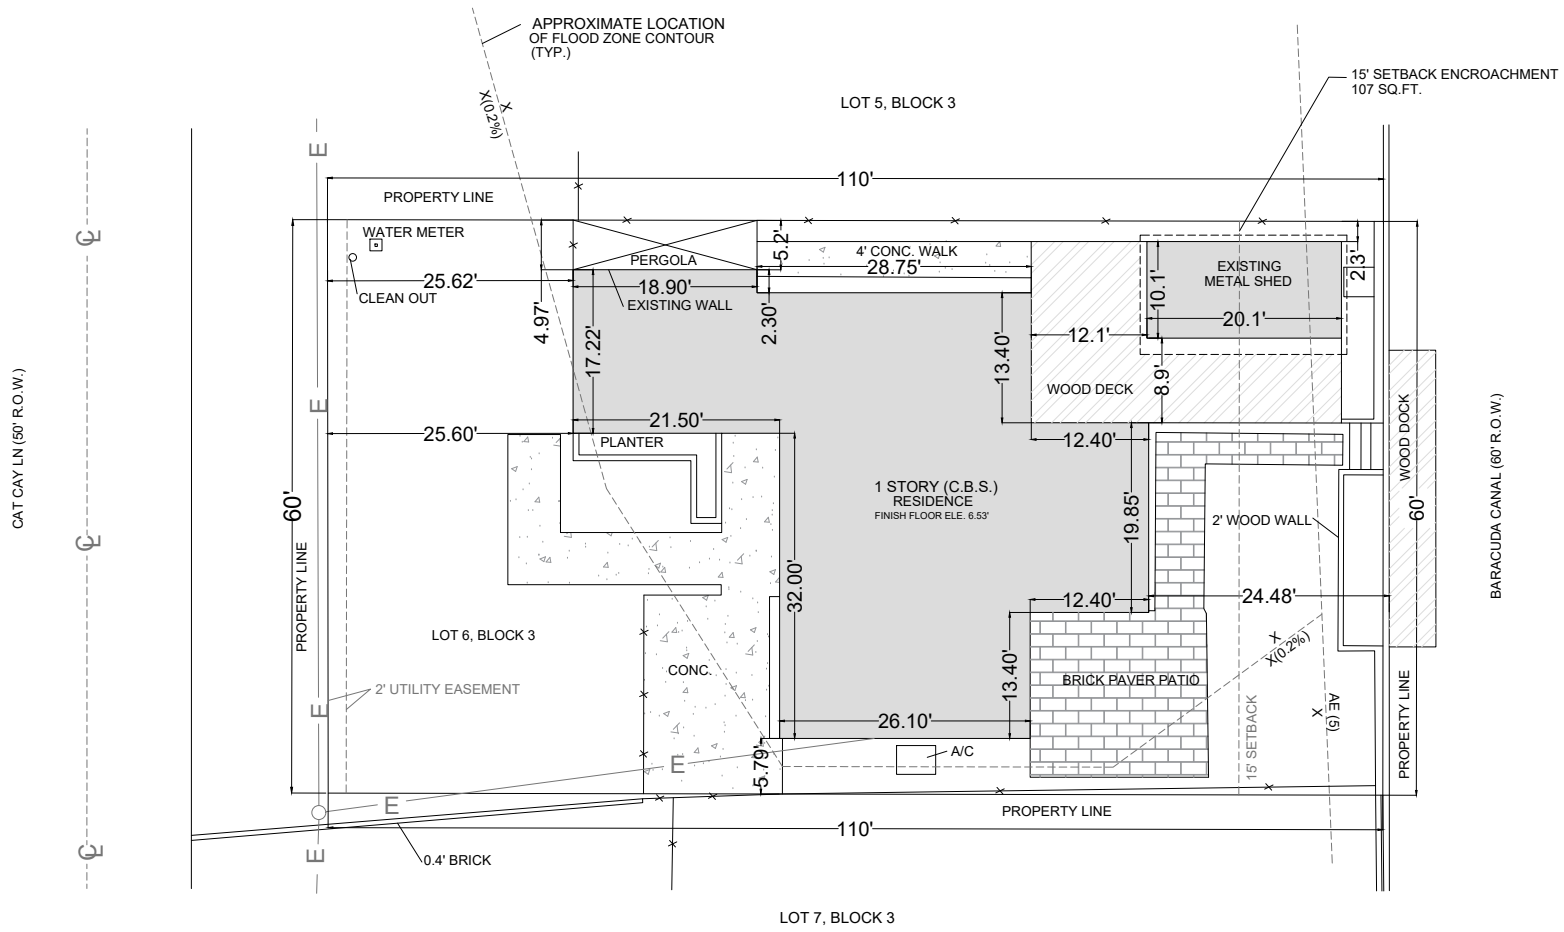 APPROXIMATE LOCATION
OF FLOOD ZONE CONTOUR
(TYP.)
15' SETBACK ENCROACHMENT
107 SQ.FT.
LOT 5, BLOCK 3
X
X(0.2%)
E
110'
PROPERTY LINE
WATER METER
CLEAN OUT
25.62'
4.97'
PERGOLA
18.90'
EXISTING WALL
17.22'
5.2'
2.30'
4' CONC. WALK
28.75'
13.40'
12.1'
EXISTING
METAL SHED
10.1'
20.1'
2.3'
8.9'
WOOD DECK
12.40'
CL
CAT CAY LN (50' R.O.W.)
E
25.60'
21.50'
PLANTER
60'
PROPERTY LINE
CL
1 STORY (C.B.S.)
RESIDENCE
FINISH FLOOR ELE. 6.53'
19.85'
32.00'
12.40'
2' WOOD WALL
24.48'
WOOD DOCK
60'
BARACUDA CANAL (60' R.O.W.)
LOT 6, BLOCK 3
2' UTILITY EASEMENT
E
CONC.
13.40'
BRICK PAVER PATIO
X
X(0.2%)
15' SETBACK
AE (5)
X
PROPERTY LINE
26.10'
5.79'
A/C
E
E
PROPERTY LINE
110'
E
0.4' BRICK
CL
LOT 7, BLOCK 3